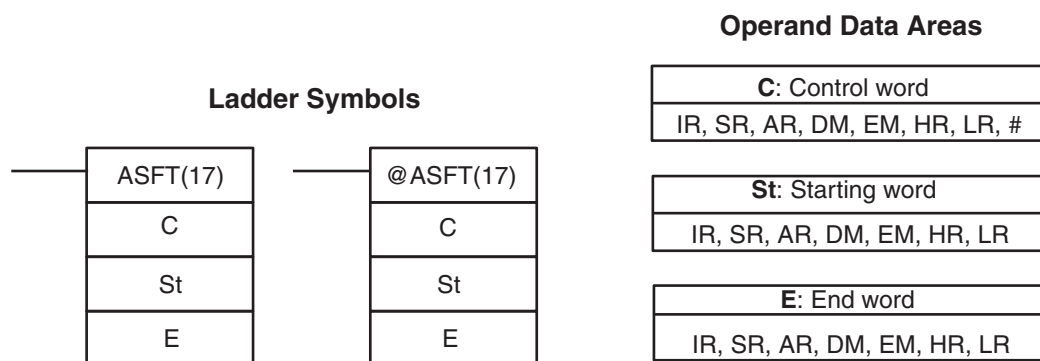 Ladder Symbols
ASFT(17)
C
St
E
@ASFT(17)
C
St
E
Operand Data Areas
C: Control word
IR, SR, AR, DM, EM, HR, LR, #
St: Starting word
IR, SR, AR, DM, EM, HR, LR
E: End word
IR, SR, AR, DM, EM, HR, LR